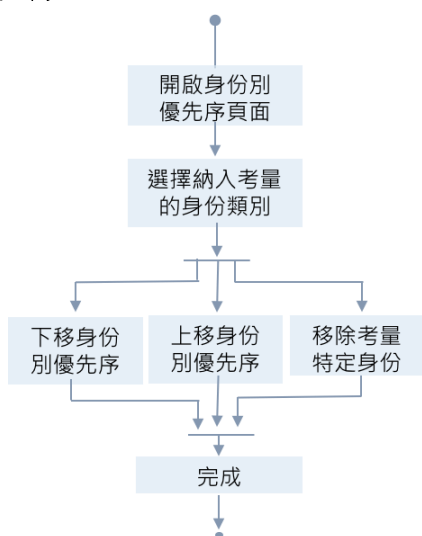 開啟身份別
優先序頁面
選擇納入考量
的身份類別
下移身份
別優先序
上移身份
別優先序
移除考量
特定身份
完成